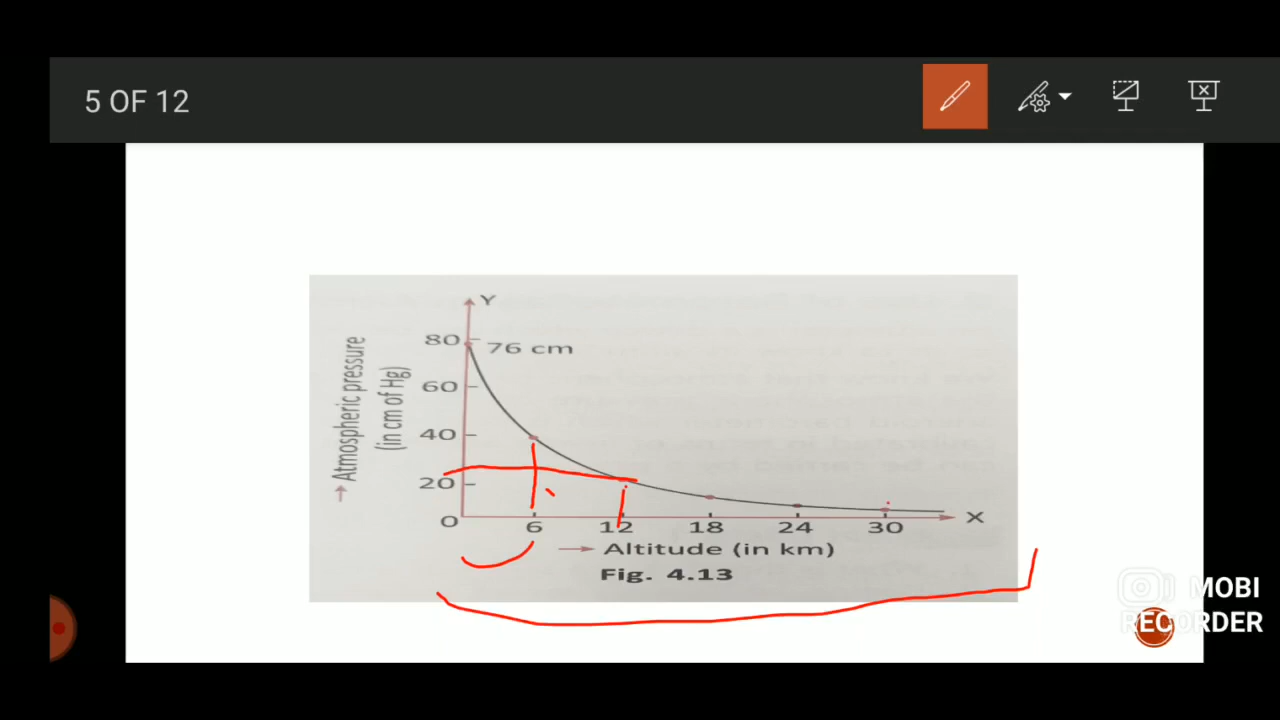 5 OF 12
Y
80
76 cm
60
40
20
0
→ Atmospheric pressure
(in cm of Hg)
6 12 18 24 30 X
→ Altitude (in km)
Fig. 4.13
MOBI
RECORDER